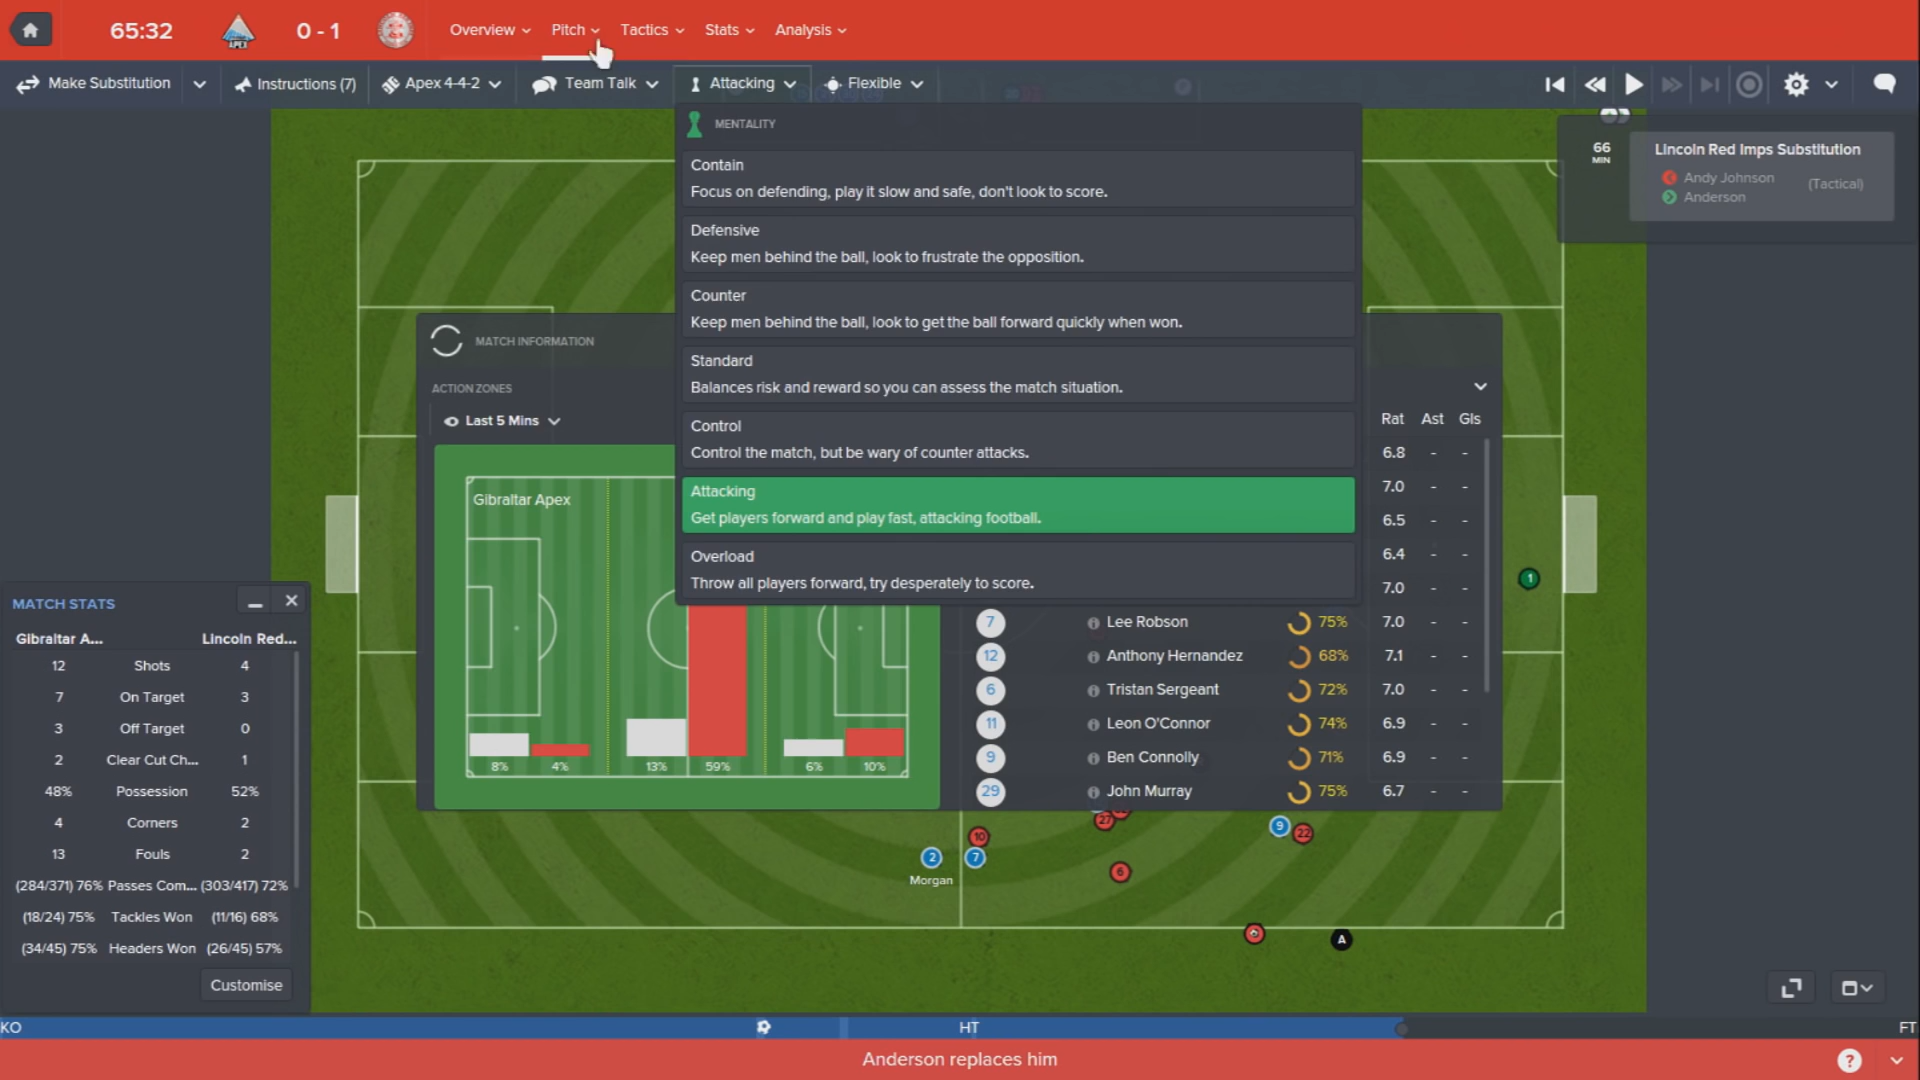 65:32
APEX
0 - 1
Overview
Pitch
Tactics
Stats
Analysis
Make Substitution
Instructions (7)
Apex 4-4-2
Team Talk
Attacking
Flexible
MENTALITY
Contain
Focus on defending, play it slow and safe, don't look to score.
Defensive
Keep men behind the ball, look to frustrate the opposition.
Counter
Keep men behind the ball, look to get the ball forward quickly when won.
Standard
Balances risk and reward so you can assess the match situation.
Control
Control the match, but be wary of counter attacks.
Attacking
Get players forward and play fast, attacking football.
Overload
Throw all players forward, try desperately to score.
66
MIN
Lincoln Red Imps Substitution
Andy Johnson
(Tactical)
Anderson
MATCH INFORMATION
ACTION ZONES
Last 5 Mins
Gibraltar Apex
8% 4% 13% 59% 6% 10%
Rat Ast Gls
6.8 - -
7.0 - -
6.5 - -
6.4 - -
7.0 - -
7 Lee Robson 75% 7.0 - -
12 Anthony Hernandez 68% 7.1 - -
6 Tristan Sergeant 72% 7.0 - -
11 Leon O'Connor 74% 6.9 - -
9 Ben Connolly 71% 6.9 - -
29 John Murray 75% 6.7 - -
MATCH STATS
Gibraltar A... Lincoln Red...
12 Shots 4
7 On Target 3
3 Off Target 0
2 Clear Cut Ch... 1
48% Possession 52%
4 Corners 2
13 Fouls 2
(284/371) 76% Passes Com... (303/417) 72%
(18/24) 75% Tackles Won (11/16) 68%
(34/45) 75% Headers Won (26/45) 57%
Customise
1
27
10
9
22
2
7
Morgan
6
A
KO
HT
FT
Anderson replaces him
?